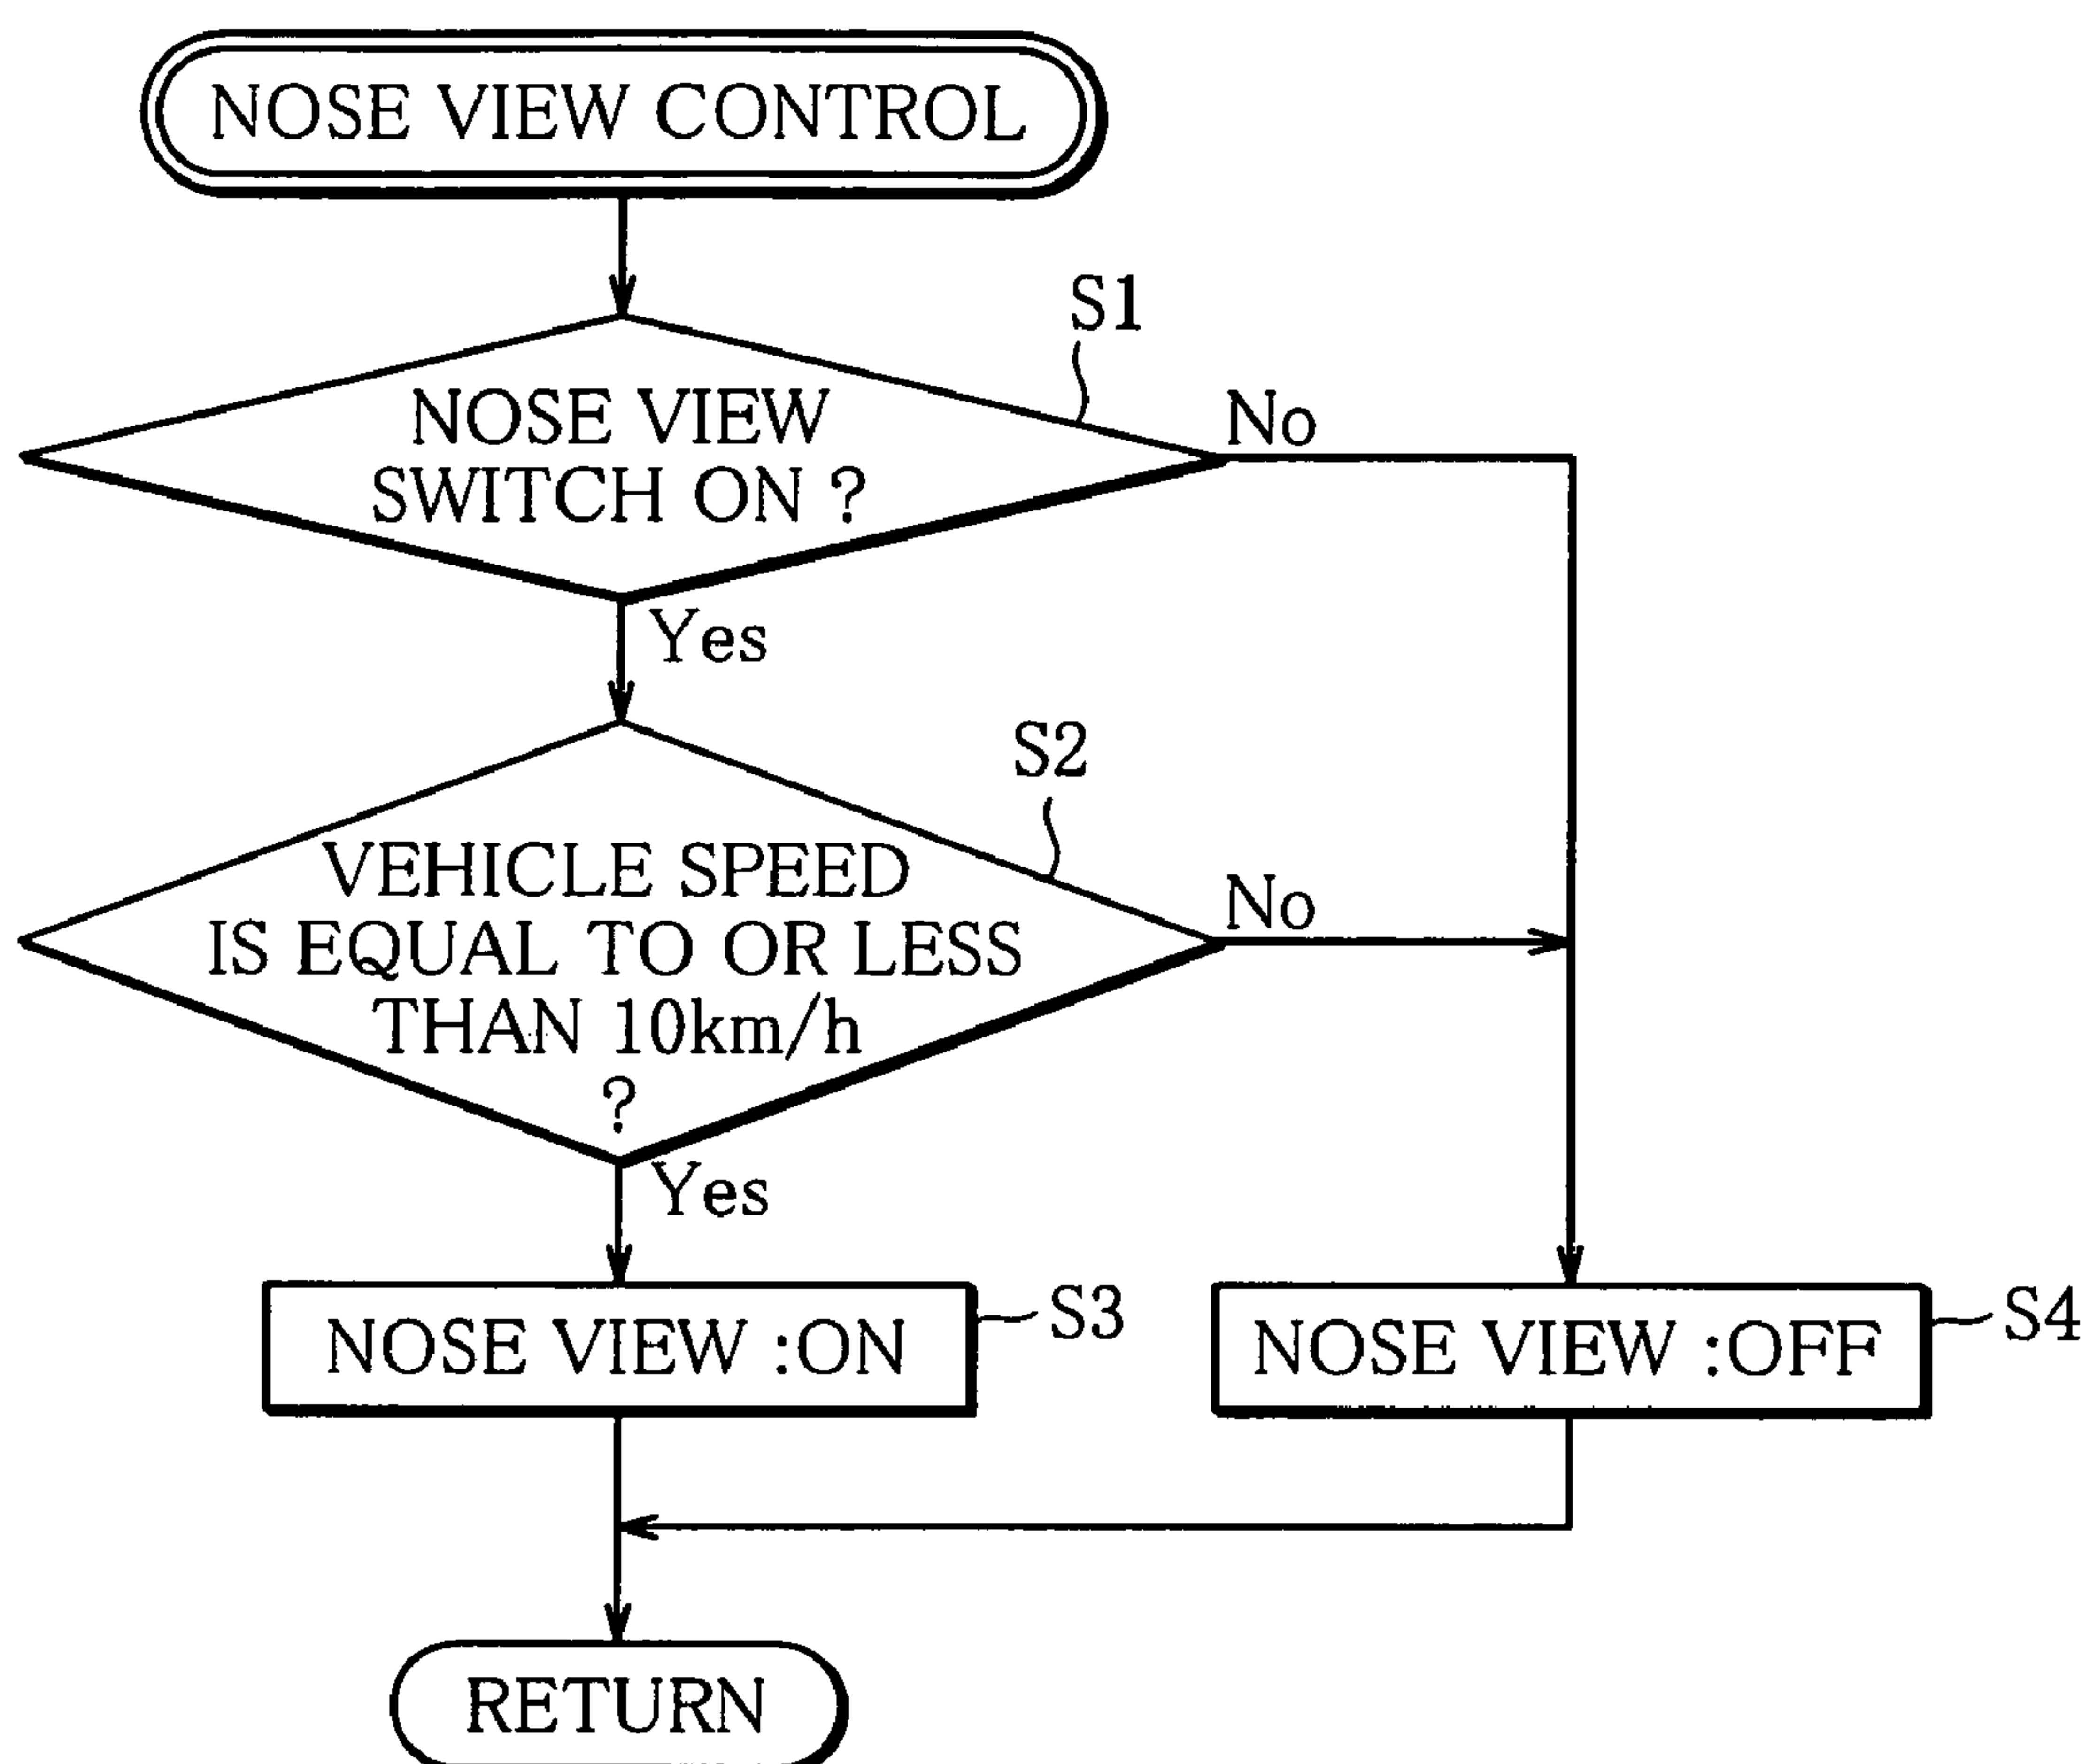 NOSE VIEW CONTROL
S1
NOSE VIEW
SWITCH ON ?
No
Yes
S2
VEHICLE SPEED
IS EQUAL TO OR LESS
THAN 10km/h
?
No
Yes
NOSE VIEW :ON
S3
NOSE VIEW :OFF
S4
RETURN